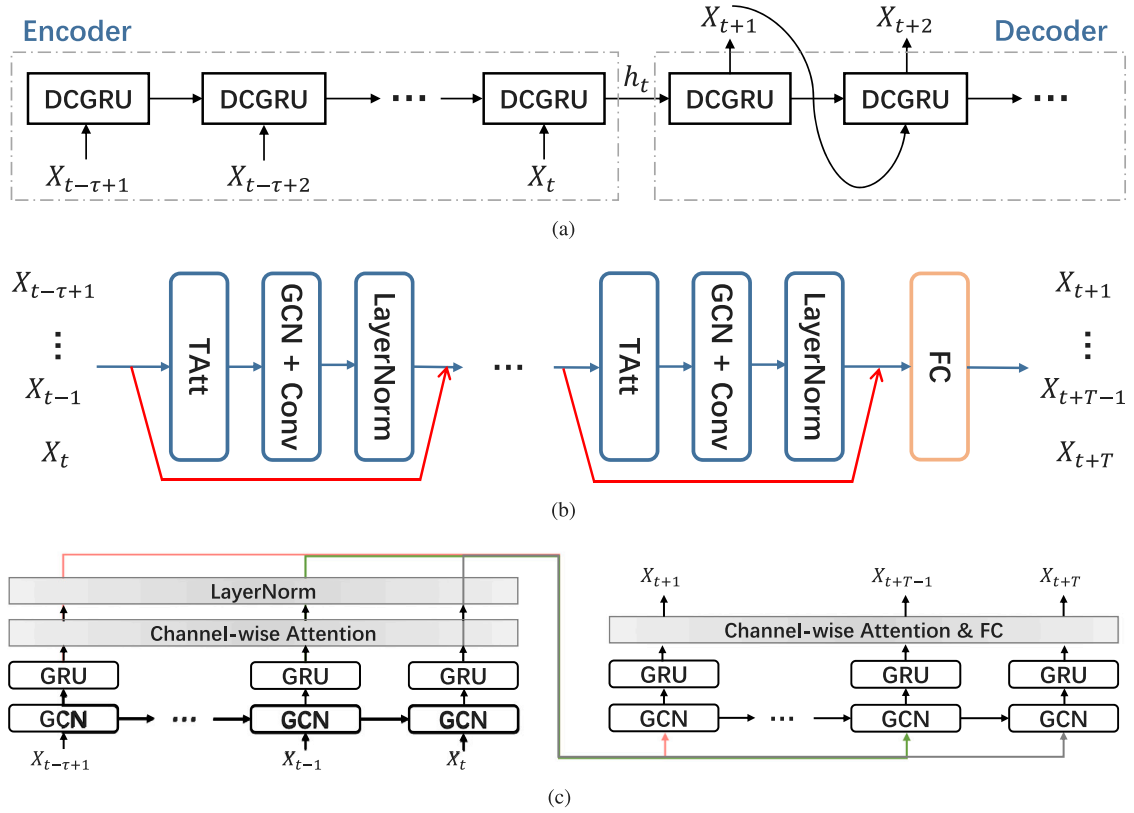 Encoder
Decoder
X_{t+1} X_{t+2}
h_t
DCGRU DCGRU ... DCGRU DCGRU DCGRU ...
X_{t-τ+1} X_{t-τ+2} X_t
(a)
X_{t-τ+1}
...
X_{t-1}
X_t
TAtt
GCN + Conv
LayerNorm
...
TAtt
GCN + Conv
LayerNorm
FC
X_{t+1}
...
X_{t+T-1}
X_{t+T}
(b)
LayerNorm
Channel-wise Attention
GRU GRU GRU
GCN ... GCN GCN
X_{t-τ+1} X_{t-1} X_t
X_{t+1} X_{t+T-1} X_{t+T}
Channel-wise Attention & FC
GRU GRU GRU
GCN ... GCN GCN
(c)